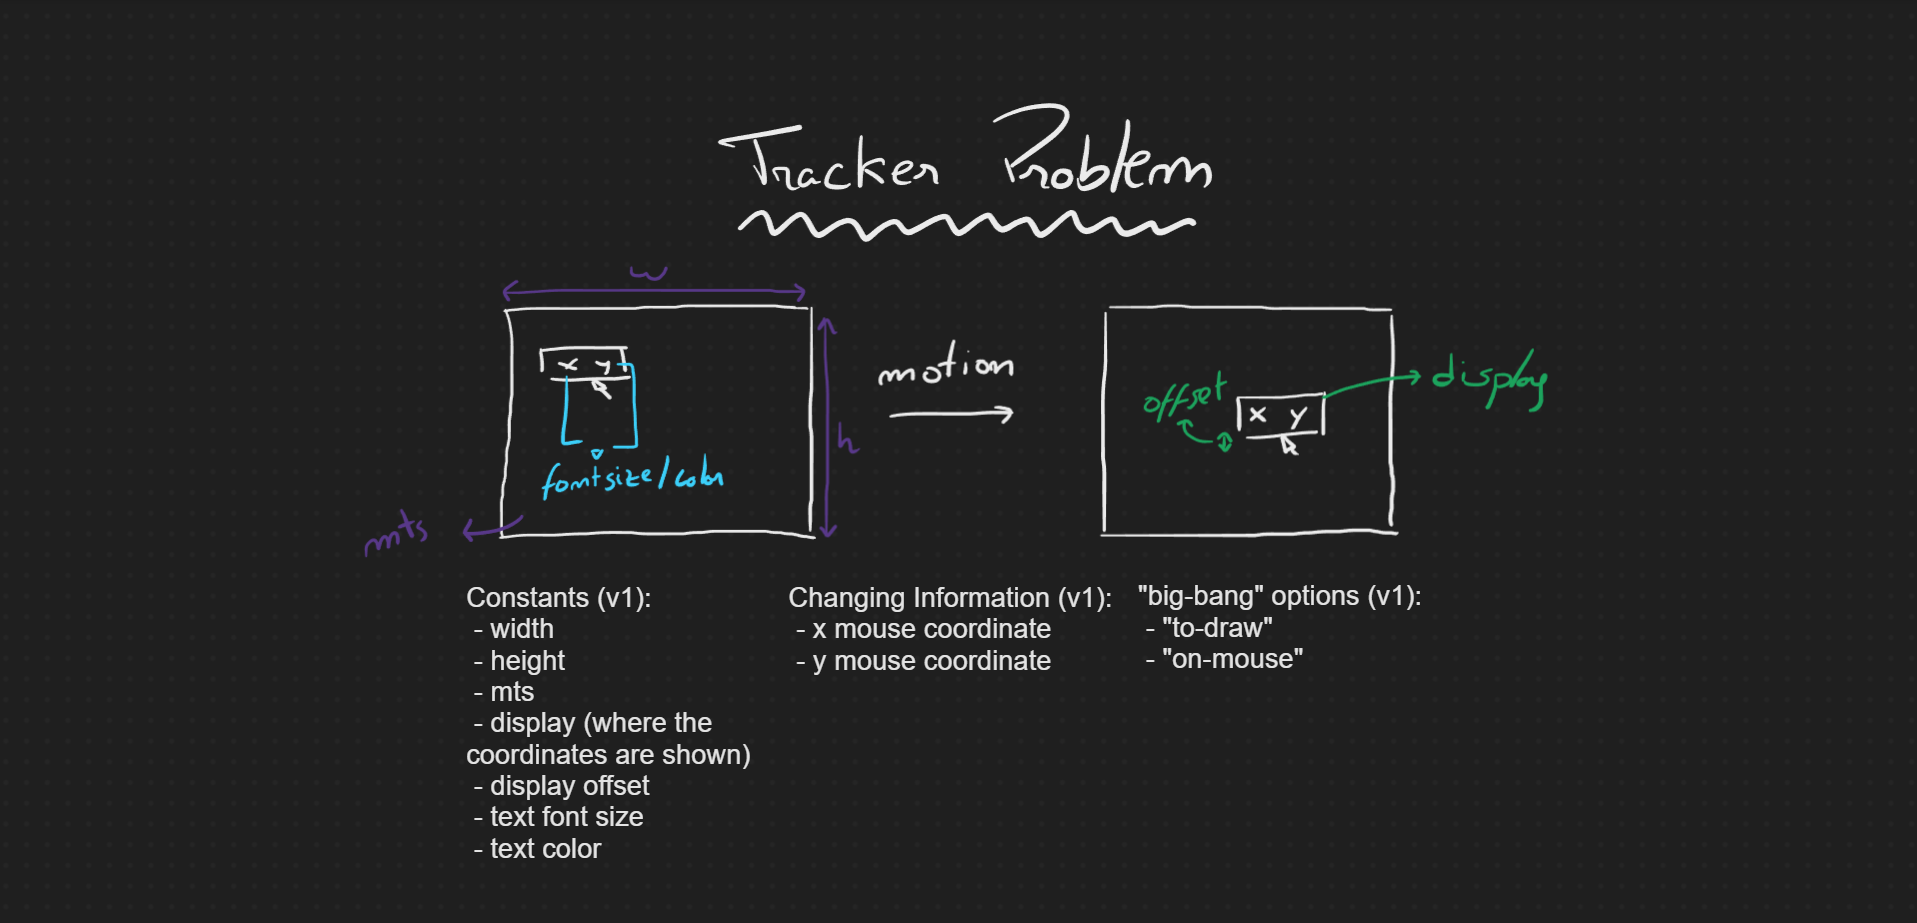 Tracker Problem
w
x y
h
fontsize/color
mts
motion
offset
x y
display
Constants (v1):
- width
- height
- mts
- display (where the
coordinates are shown)
- display offset
- text font size
- text color
Changing Information (v1):
- x mouse coordinate
- y mouse coordinate
"big-bang" options (v1):
- "to-draw"
- "on-mouse"